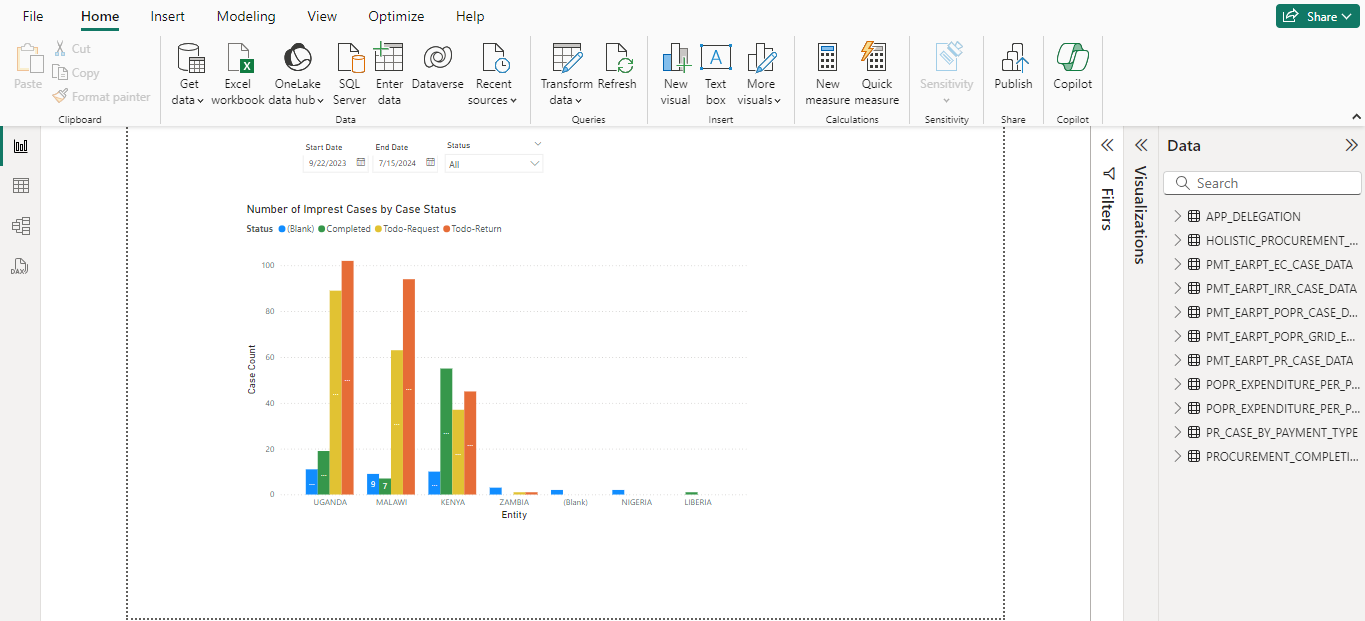 File Home Insert Modeling View Optimize Help Share
Paste
Cut
Copy
Format painter
Clipboard
Get data
Excel workbook
OneLake data hub
SQL Server
Enter data
Dataverse
Recent sources
Data
Transform data
Refresh
Queries
New visual
A
Text box
More visuals
Insert
New measure
Quick measure
Calculations
Sensitivity
Sensitivity
Publish
Share
Copilot
Copilot
Start Date End Date Status
9/22/2023 7/15/2024 All
Number of Imprest Cases by Case Status
Status (Blank) Completed Todo-Request Todo-Return
Case Count
100
80
60
40
20
0
... ... ... ...
9 7 ... ...
... ... ... ...
UGANDA MALAWI KENYA ZAMBIA (Blank) NIGERIA LIBERIA
Entity
Filters
Visualizations
Data
Search
APP_DELEGATION
HOLISTIC_PROCUREMENT_...
PMT_EARPT_EC_CASE_DATA
PMT_EARPT_IRR_CASE_DATA
PMT_EARPT_POPR_CASE_D...
PMT_EARPT_POPR_GRID_E...
PMT_EARPT_PR_CASE_DATA
POPR_EXPENDITURE_PER_P...
POPR_EXPENDITURE_PER_P...
PR_CASE_BY_PAYMENT_TYPE
PROCUREMENT_COMPLETI...
DAX